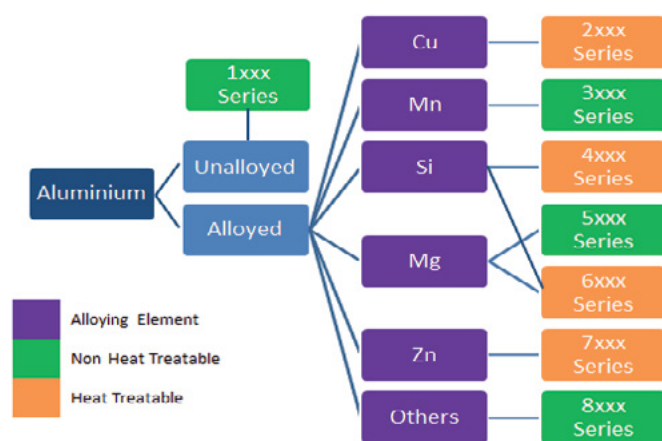 Aluminium
1xxx
Series
Unalloyed
Alloyed
Cu
Mn
Si
Mg
Zn
Others
2xxx
Series
3xxx
Series
4xxx
Series
5xxx
Series
6xxx
Series
7xxx
Series
8xxx
Series
Alloying Element
Non Heat Treatable
Heat Treatable